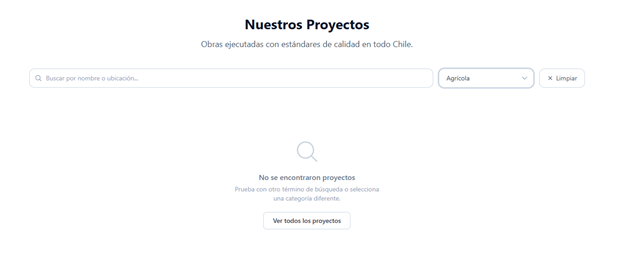 Nuestros Proyectos
Obras ejecutadas con estándares de calidad en todo Chile.
Buscar por nombre o ubicación...
Agrícola
Limpiar
No se encontraron proyectos
Prueba con otro término de búsqueda o selecciona
una categoría diferente.
Ver todos los proyectos